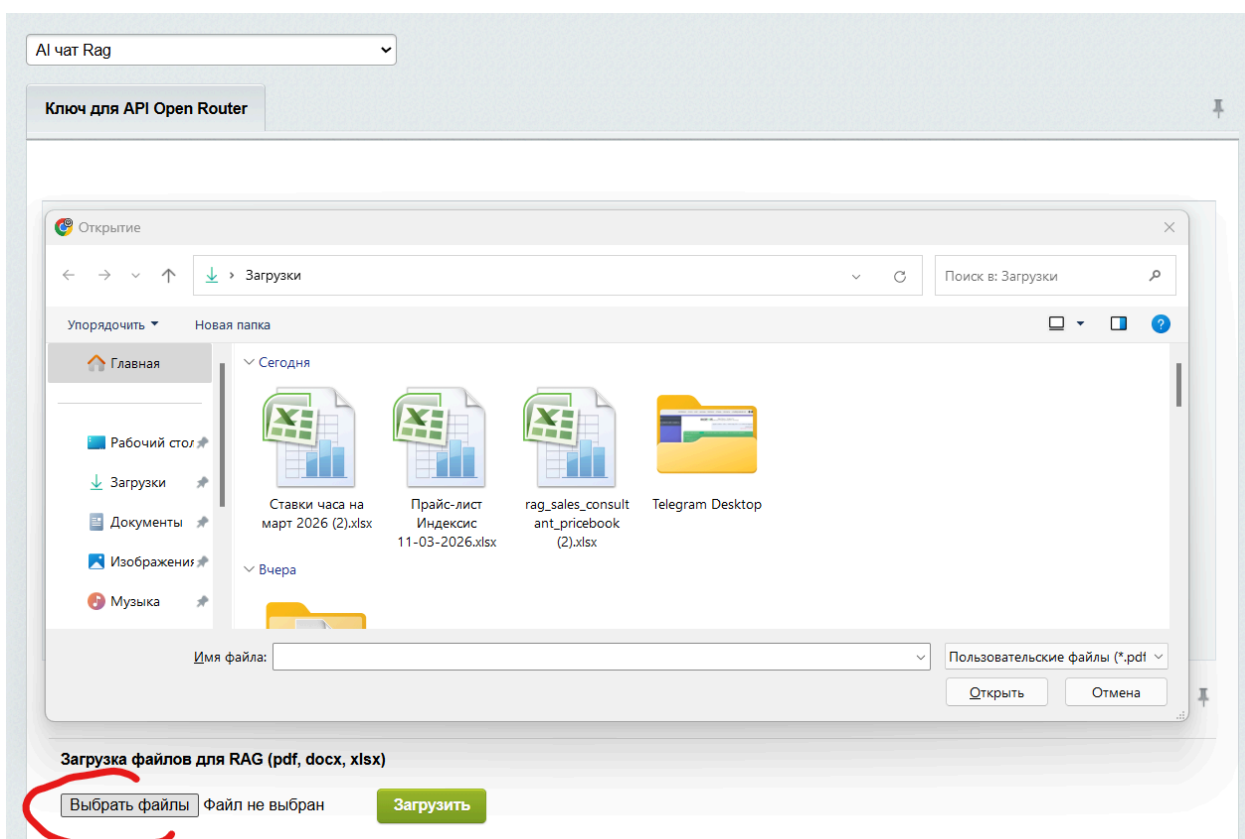 AI чат Rag
Ключ для API Open Router
Открытие
Загрузки
Поиск в: Загрузки
Упорядочить
Новая папка
Главная
Сегодня
Рабочий стол
Загрузки
Документы
Изображения
Музыка
Ставки часа на
март 2026 (2).xlsx
Прайс-лист
Индексис
11-03-2026.xlsx
rag_sales_consult
ant_pricebook
(2).xlsx
Telegram Desktop
Вчера
Имя файла:
Пользовательские файлы (*.pdf
Открыть
Отмена
Загрузка файлов для RAG (pdf, docx, xlsx)
Выбрать файлы Файл не выбран
Загрузить